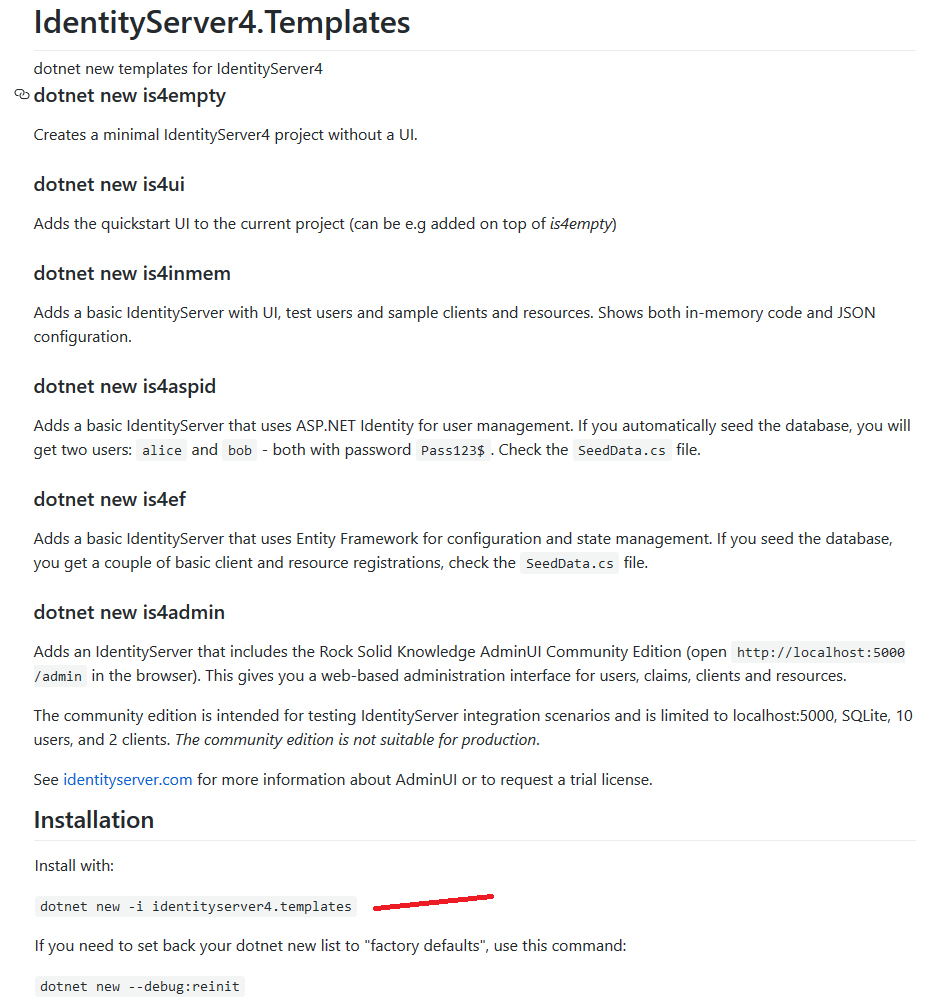 IdentityServer4.Templates
dotnet new templates for IdentityServer4
dotnet new is4empty
Creates a minimal IdentityServer4 project without a UI.
dotnet new is4ui
Adds the quickstart UI to the current project (can be e.g added on top of is4empty)
dotnet new is4inmem
Adds a basic IdentityServer with UI, test users and sample clients and resources. Shows both in-memory code and JSON
configuration.
dotnet new is4aspid
Adds a basic IdentityServer that uses ASP.NET Identity for user management. If you automatically seed the database, you will
get two users: alice and bob - both with password Pass123$ . Check the SeedData.cs file.
dotnet new is4ef
Adds a basic IdentityServer that uses Entity Framework for configuration and state management. If you seed the database,
you get a couple of basic client and resource registrations, check the SeedData.cs file.
dotnet new is4admin
Adds an IdentityServer that includes the Rock Solid Knowledge AdminUI Community Edition (open http://localhost:5000
/admin in the browser). This gives you a web-based administration interface for users, claims, clients and resources.
The community edition is intended for testing IdentityServer integration scenarios and is limited to localhost:5000, SQLite, 10
users, and 2 clients. The community edition is not suitable for production.
See identityserver.com for more information about AdminUI or to request a trial license.
Installation
Install with:
dotnet new -i identityserver4.templates
If you need to set back your dotnet new list to "factory defaults", use this command:
dotnet new --debug:reinit